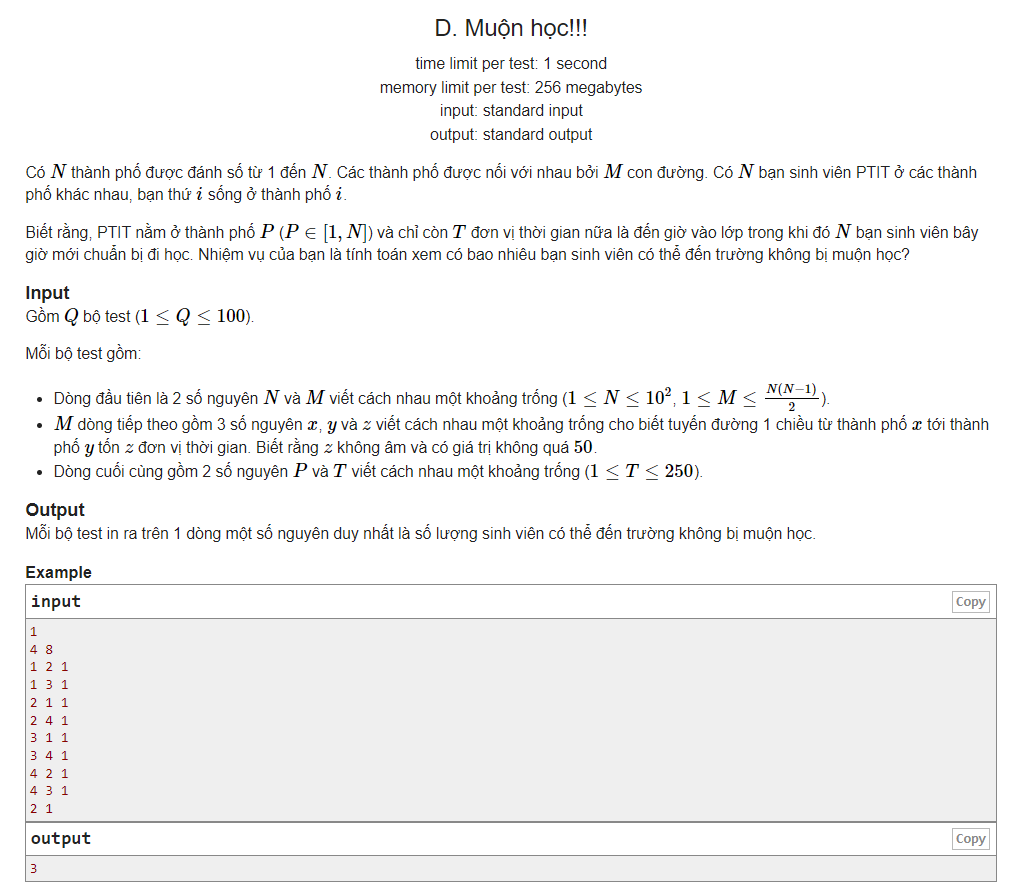 D. Muộn học!!!
time limit per test: 1 second
memory limit per test: 256 megabytes
input: standard input
output: standard output
Có N thành phố được đánh số từ 1 đến N. Các thành phố được nối với nhau bởi M con đường. Có N bạn sinh viên PTIT ở các thành
phố khác nhau, bạn thứ i sống ở thành phố i.
Biết rằng, PTIT nằm ở thành phố P (P ∈ [1, N]) và chỉ còn T đơn vị thời gian nữa là đến giờ vào lớp trong khi đó N bạn sinh viên bây
giờ mới chuẩn bị đi học. Nhiệm vụ của bạn là tính toán xem có bao nhiêu bạn sinh viên có thể đến trường không bị muộn học?
Input
Gồm Q bộ test (1 ≤ Q ≤ 100).
Mỗi bộ test gồm:
• Dòng đầu tiên là 2 số nguyên N và M viết cách nhau một khoảng trống (1 ≤ N ≤ 10², 1 ≤ M ≤ N(N−1)/2).
• M dòng tiếp theo gồm 3 số nguyên x, y và z viết cách nhau một khoảng trống cho biết tuyến đường 1 chiều từ thành phố x tới thành
phố y tốn z đơn vị thời gian. Biết rằng z không âm và có giá trị không quá 50.
• Dòng cuối cùng gồm 2 số nguyên P và T viết cách nhau một khoảng trống (1 ≤ T ≤ 250).
Output
Mỗi bộ test in ra trên 1 dòng một số nguyên duy nhất là số lượng sinh viên có thể đến trường không bị muộn học.
Example
input Copy
1
4 8
1 2 1
1 3 1
2 1 1
2 4 1
3 1 1
3 4 1
4 2 1
4 3 1
2 1
output Copy
3